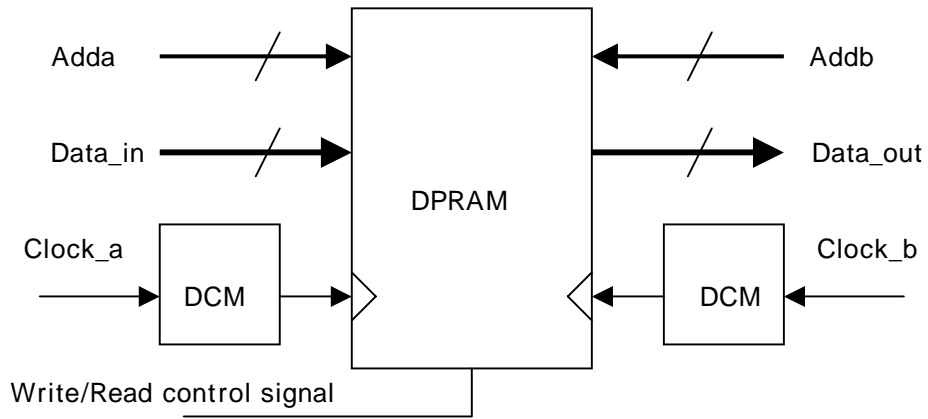 Adda
Addb
Data_in
Data_out
DPRAM
Clock_a
Clock_b
DCM
DCM
Write/Read control signal